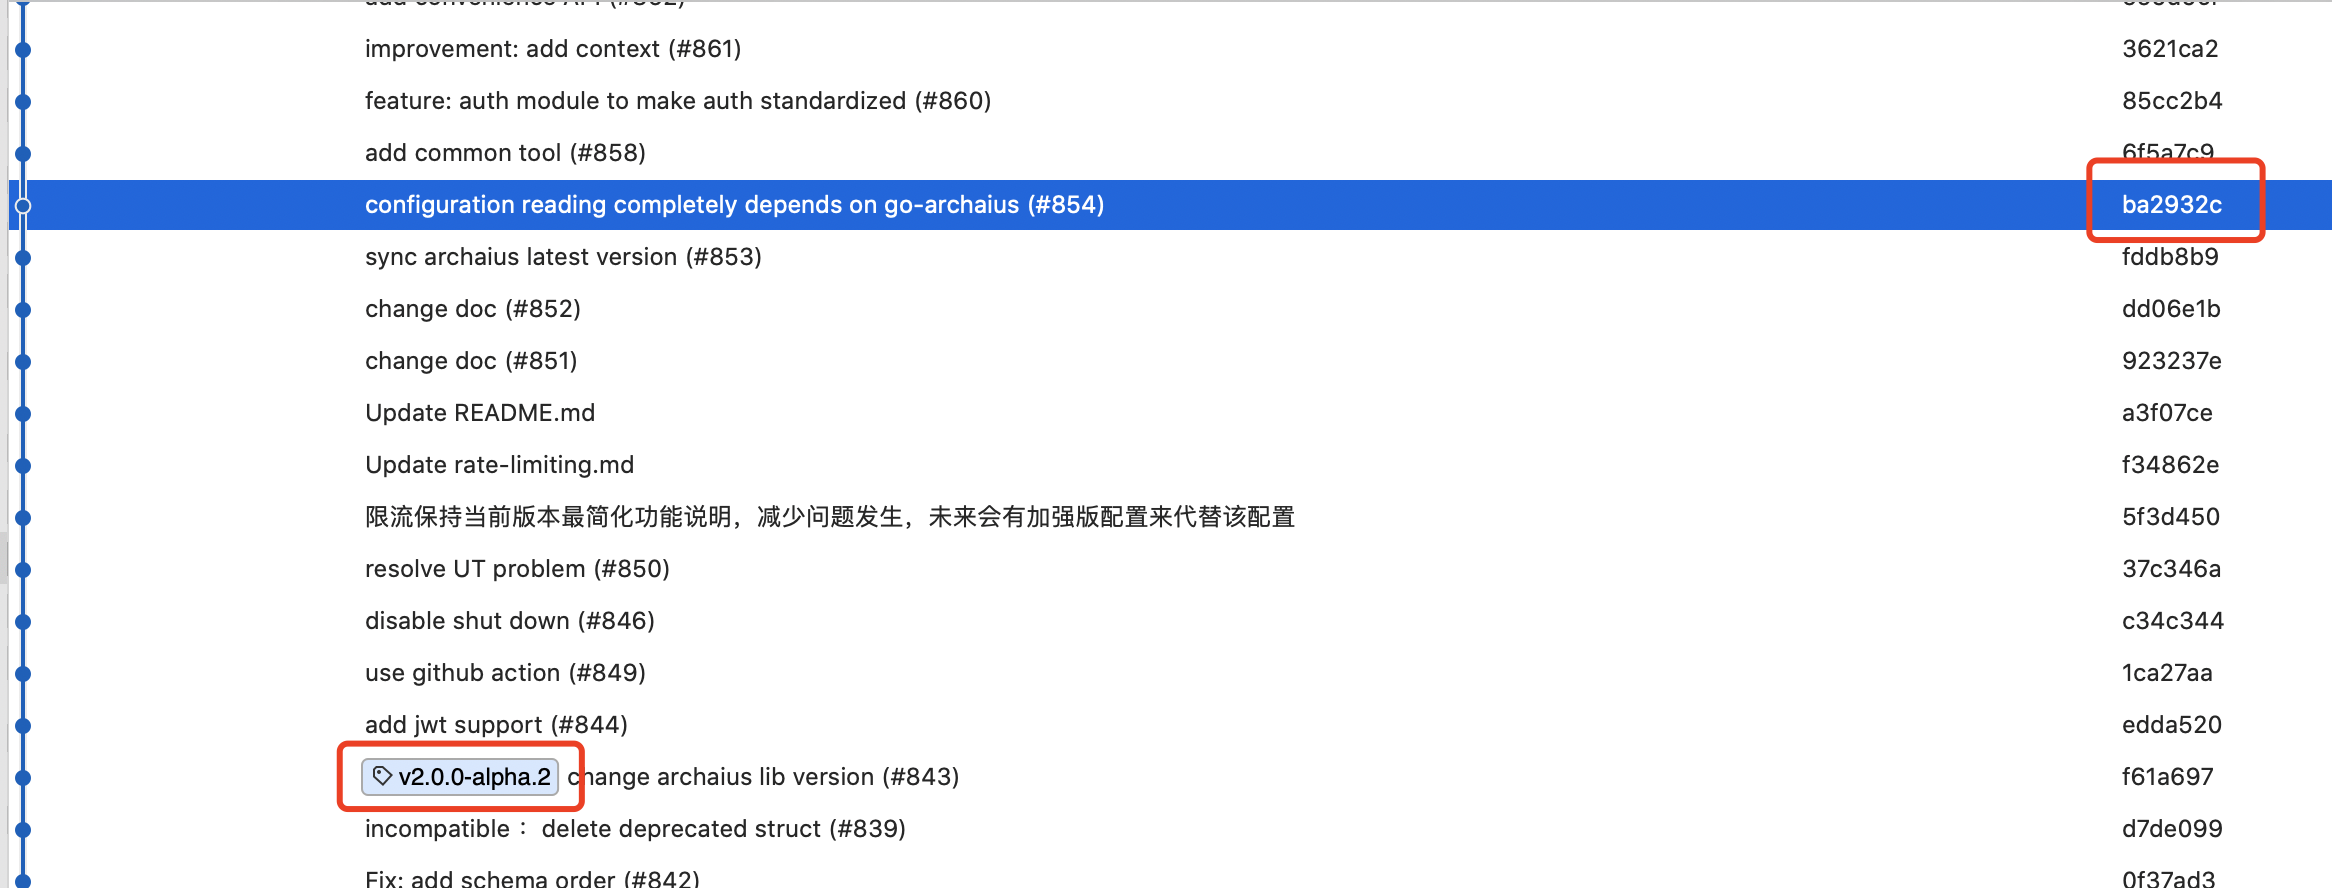 improvement: add context (#861) 3621ca2
feature: auth module to make auth standardized (#860) 85cc2b4
add common tool (#858) 6f5a7c9
configuration reading completely depends on go-archaius (#854) ba2932c
sync archaius latest version (#853) fddb8b9
change doc (#852) dd06e1b
change doc (#851) 923237e
Update README.md a3f07ce
Update rate-limiting.md f34862e
限流保持当前版本最简化功能说明，减少问题发生，未来会有加强版配置来代替该配置 5f3d450
resolve UT problem (#850) 37c346a
disable shut down (#846) c34c344
use github action (#849) 1ca27aa
add jwt support (#844) edda520
v2.0.0-alpha.2 change archaius lib version (#843) f61a697
incompatible： delete deprecated struct (#839) d7de099
Fix: add schema order (#842) 0f37ad3